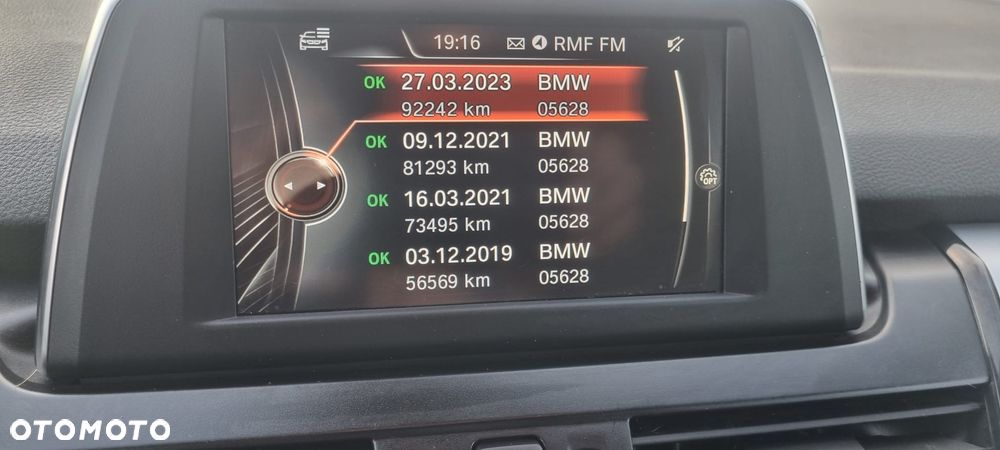 19:16 RMF FM
OK 27.03.2023 BMW
92242 km 05628
OK 09.12.2021 BMW
81293 km 05628
OPT
OK 16.03.2021 BMW
73495 km 05628
OK 03.12.2019 BMW
56569 km 05628
OTOMOTO